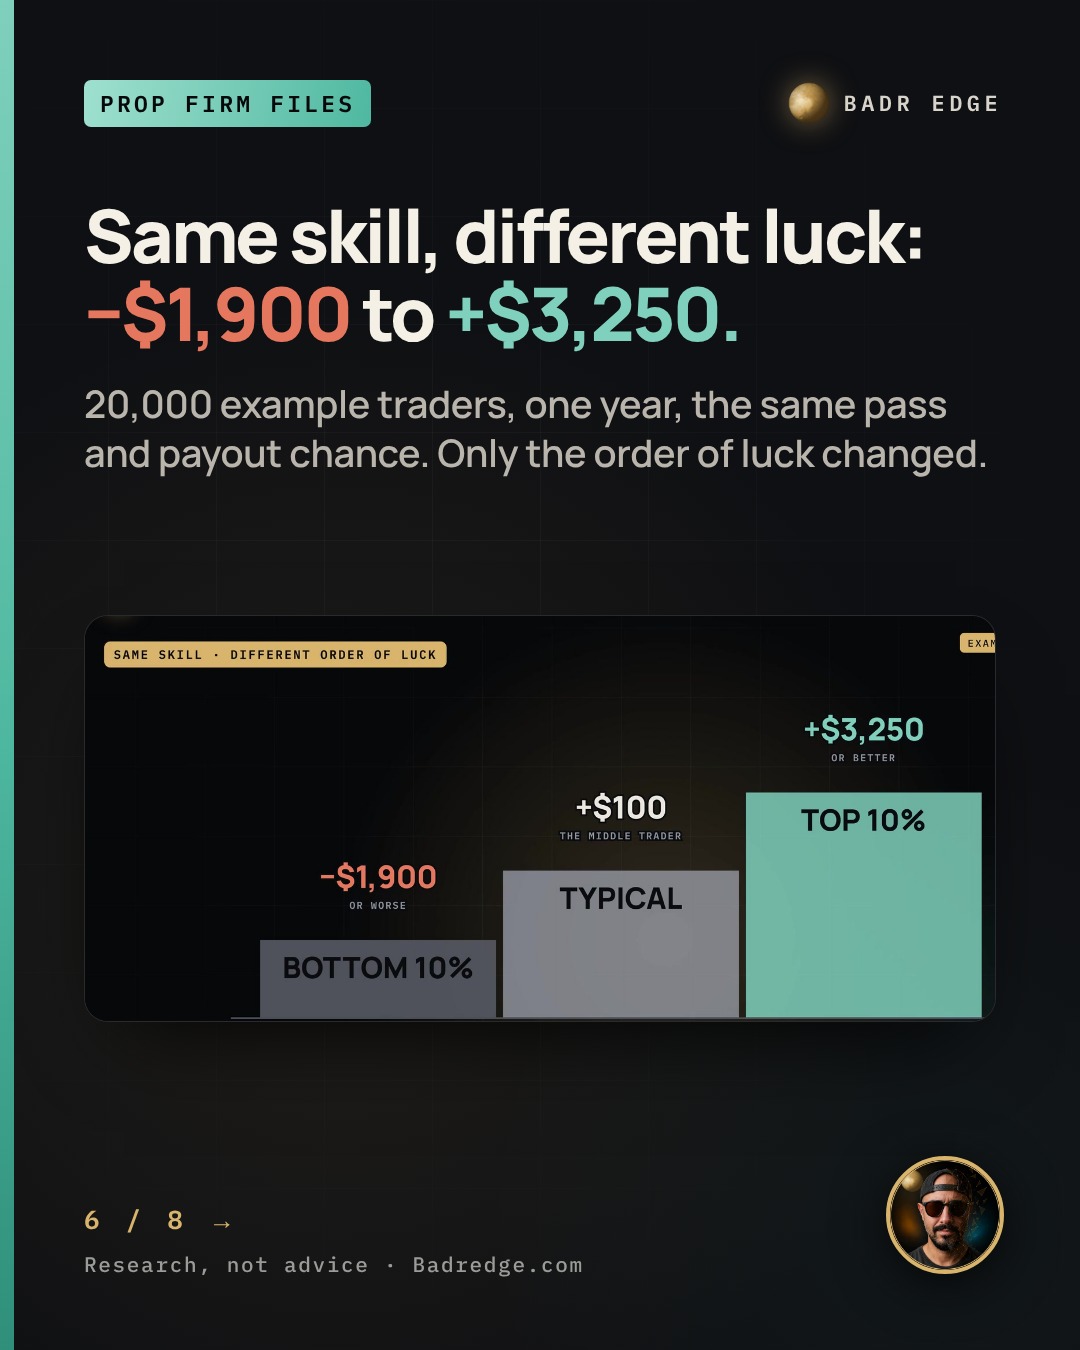 PROP FIRM FILES
BADR EDGE
Same skill, different luck:
−$1,900 to +$3,250.
20,000 example traders, one year, the same pass
and payout chance. Only the order of luck changed.
SAME SKILL · DIFFERENT ORDER OF LUCK
EXAM
+$3,250
OR BETTER
TOP 10%
+$100
THE MIDDLE TRADER
TYPICAL
−$1,900
OR WORSE
BOTTOM 10%
6 / 8 →
Research, not advice · Badredge.com